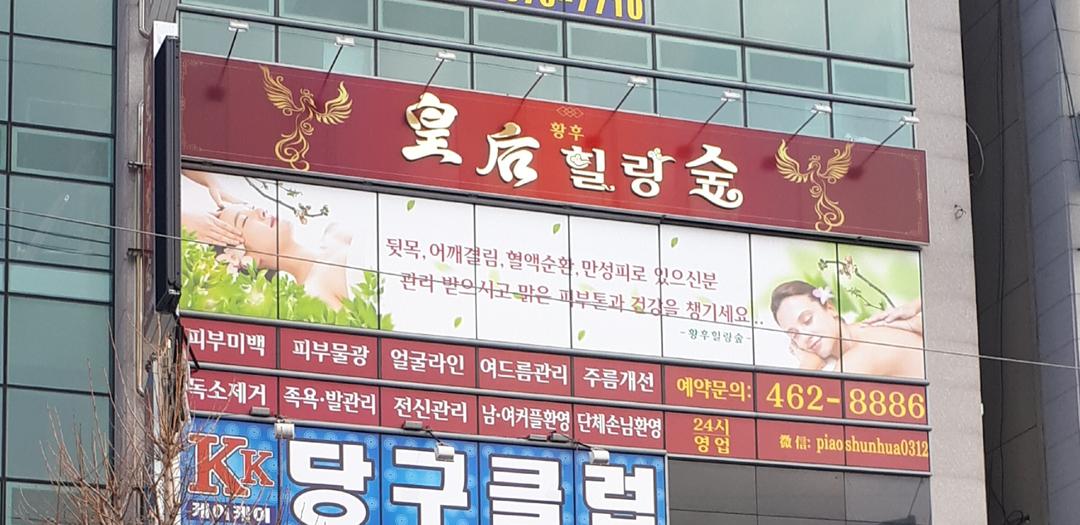 황후
皇后 힐랑숲
뒷목, 어깨결림, 혈액순환, 만성피로 있으신분
관리 받으시고 맑은 피부톤과 건강을 챙기세요...
-황후힐랑숲-
피부미백 피부물광 얼굴라인 여드름관리 주름개선 예약문의: 462-8886
독소제거 족욕·발관리 전신관리 남·여커플환영 단체손님환영 24시 영업 微信: piaoshunhua0312
KK 당구클럽
케이케이